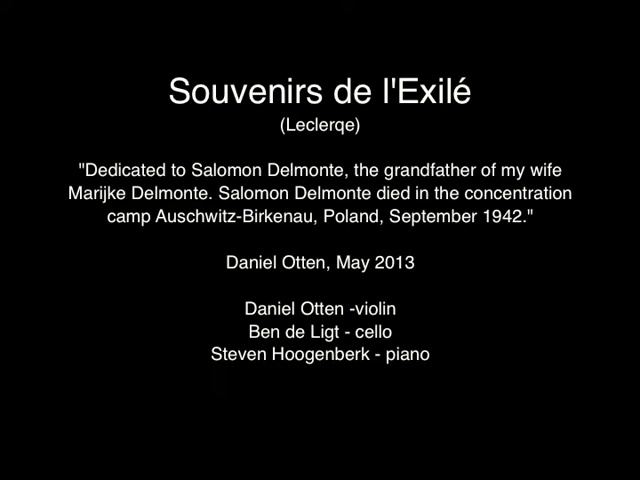 Souvenirs de l'Exilé
(Leclerqe)
"Dedicated to Salomon Delmonte, the grandfather of my wife
Marijke Delmonte. Salomon Delmonte died in the concentration
camp Auschwitz-Birkenau, Poland, September 1942."
Daniel Otten, May 2013
Daniel Otten -violin
Ben de Ligt - cello
Steven Hoogenberk - piano